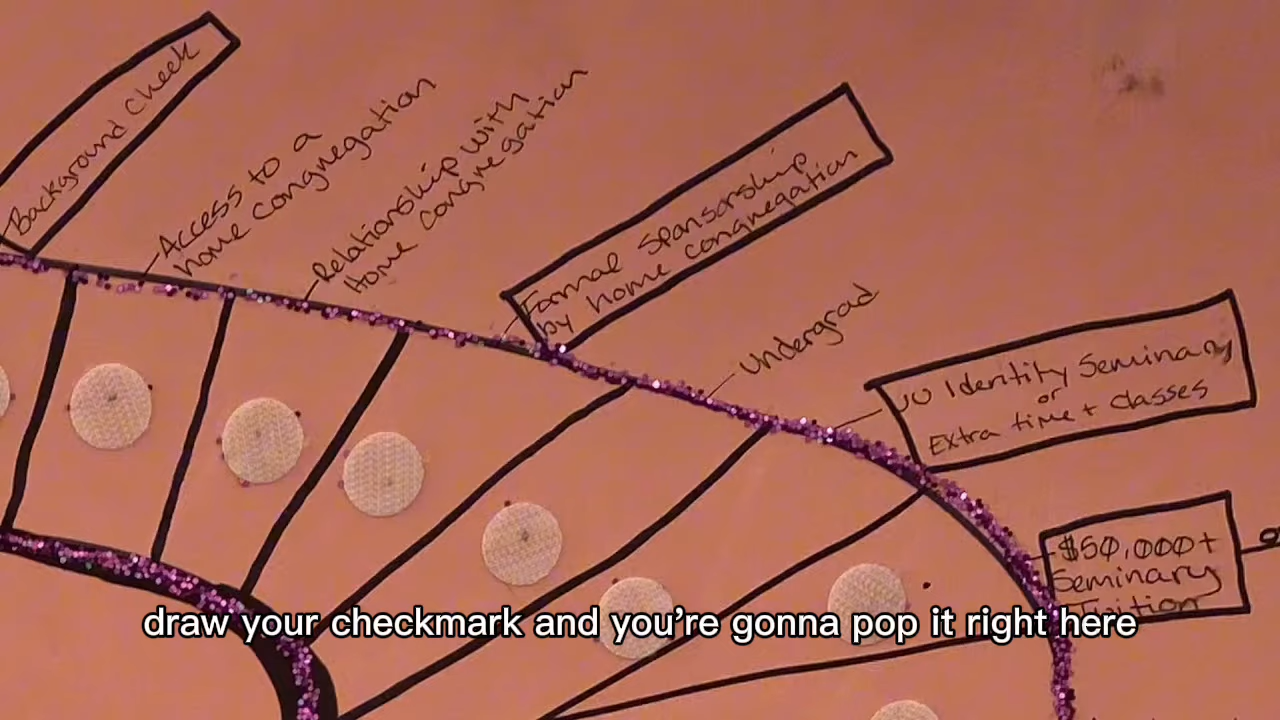 Background Check
Access to a
home congregation
Relationship with
Home congregation
Formal Sponsorship
by home congregation
Undergrad
UU Identity Seminary
or
Extra time + classes
$50,000+
Seminary
Tuition
draw your checkmark and you're gonna pop it right here